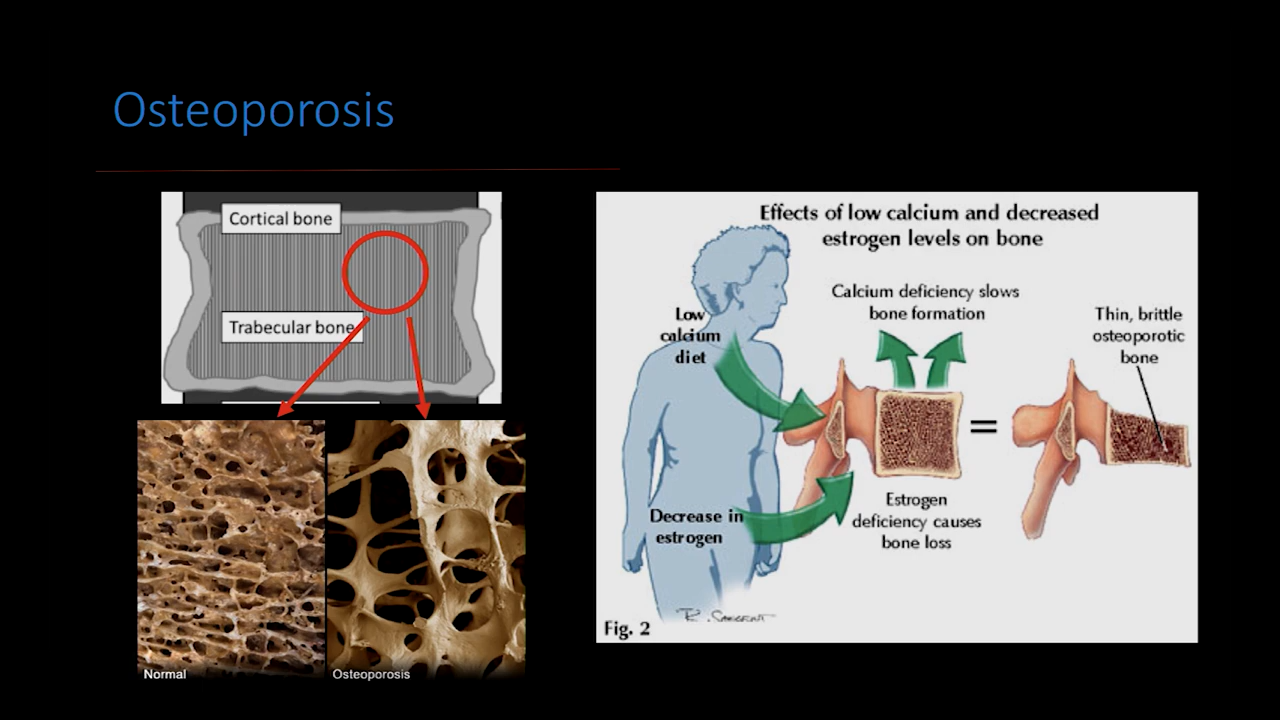 Osteoporosis
Cortical bone
Trabecular bone
Normal
Osteoporosis
Effects of low calcium and decreased
estrogen levels on bone
Calcium deficiency slows
bone formation
Low
calcium
diet
Thin, brittle
osteoporotic
bone
=
Decrease in
estrogen
Estrogen
deficiency causes
bone loss
Fig. 2